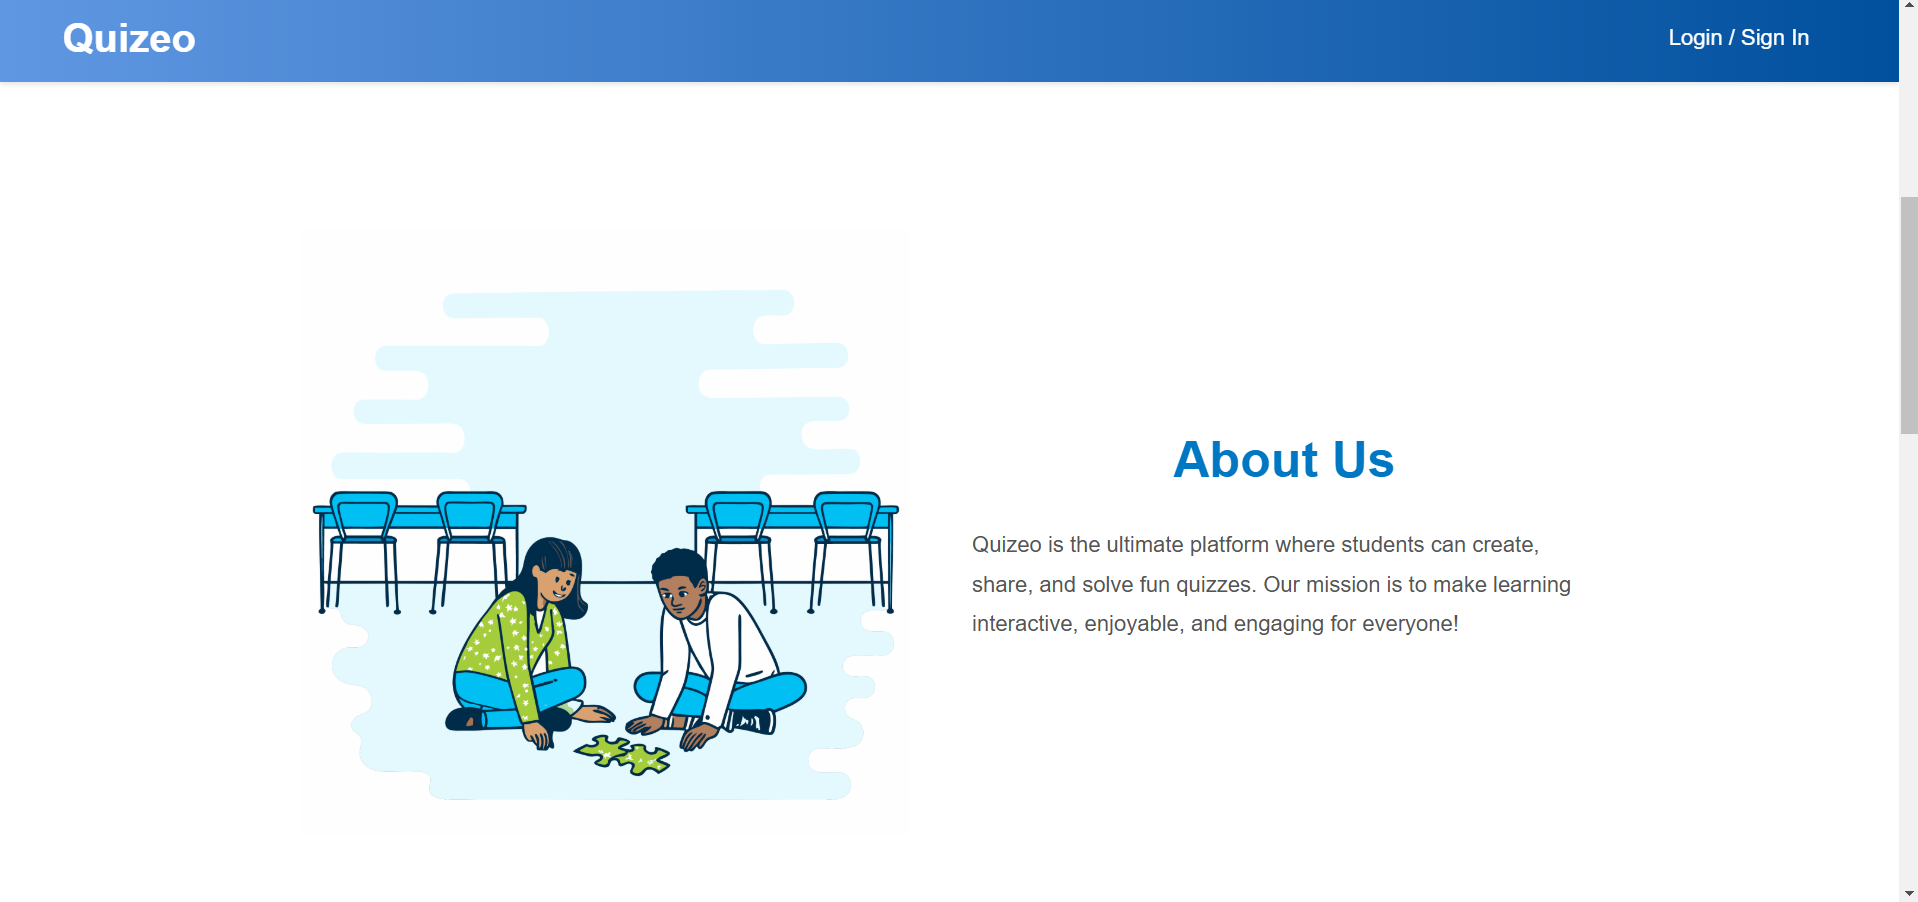 Quizeo
Login / Sign In
About Us
Quizeo is the ultimate platform where students can create,
share, and solve fun quizzes. Our mission is to make learning
interactive, enjoyable, and engaging for everyone!